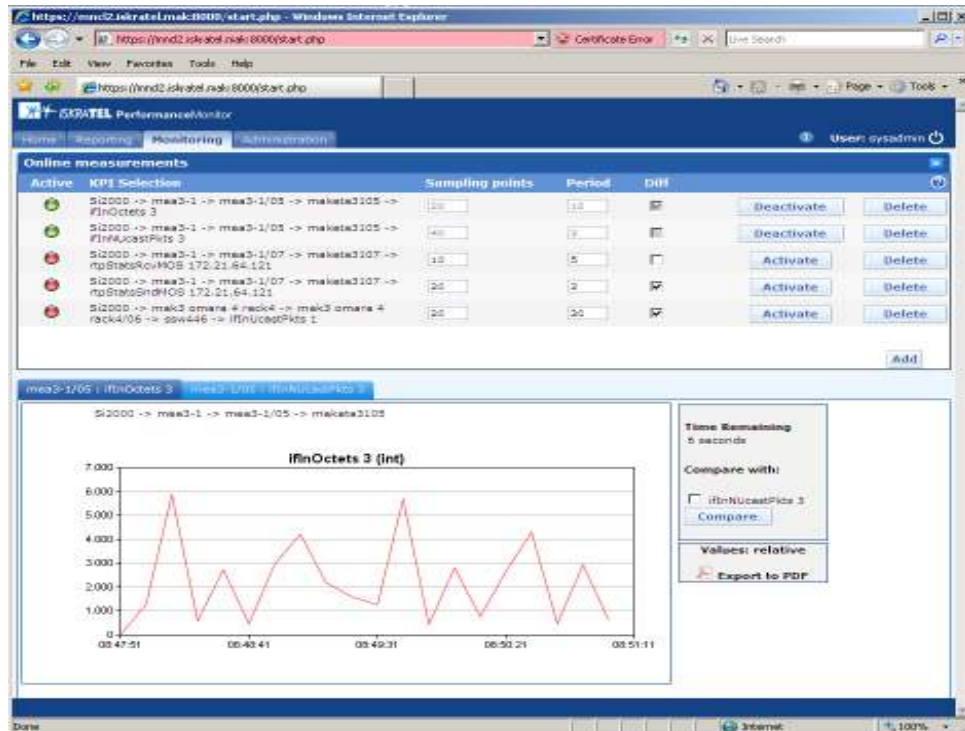 https://mnd2.iskratel.mak:8000/start.php - Windows Internet Explorer
https://mnd2.iskratel.mak:8000/start.php
Certificate Error
Live Search
File Edit View Favorites Tools Help
https://mnd2.iskratel.mak:8000/start.php
Page Tools
ISKRATEL PerformanceMonitor
Home Reporting Monitoring Administration
User: sysadmin
Online measurements
Active KPI Selection Sampling points Period Diff
Si2000 -> mea3-1 -> mea3-1/05 -> maketa3105 ->
ifInOctets 3
20 10 Deactivate Delete
Si2000 -> mea3-1 -> mea3-1/05 -> maketa3105 ->
ifInNUcastPkts 3
40 Deactivate Delete
Si2000 -> mea3-1 -> mea3-1/07 -> maketa3107 ->
rtpStatsRcvMOS 172.21.64.121
10 5 Activate Delete
Si2000 -> mea3-1 -> mea3-1/07 -> maketa3107 ->
rtpStatsSndMOS 172.21.64.121
20 2 Activate Delete
Si2000 -> mak3 omara 4 rack4 -> mak3 omara 4
rack4/06 -> ssw446 -> ifInUcastPkts 1
20 20 Activate Delete
Add
mea3-1/05 | ifInOctets 3 mea3-1/05 | ifInNUcastPkts 3
Si2000 -> mea3-1 -> mea3-1/05 -> maketa3105
ifInOctets 3 (int)
7.000
6.000
5.000
4.000
3.000
2.000
1.000
0
08:47:51 08:48:41 08:49:31 08:50:21 08:51:11
Time Remaining
6 seconds
Compare with:
ifInNUcastPkts 3
Compare
Values: relative
Export to PDF
Done Internet 100%